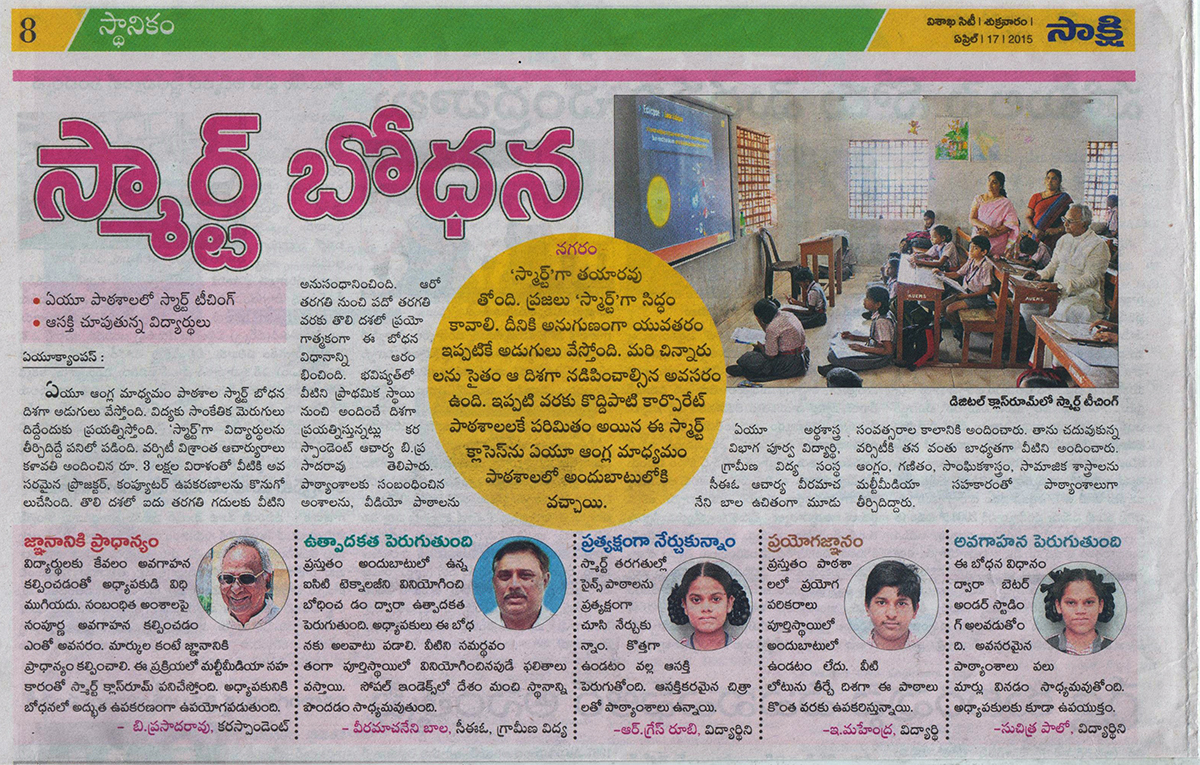 8
స్థానికం
విశాఖ సిటీ | శుక్రవారం |
ఏప్రిల్ | 17 | 2015
సాక్షి
స్మార్ట్ బోధన
• ఏయూ పాఠశాలలో స్మార్ట్ టీచింగ్
• ఆసక్తి చూపుతున్న విద్యార్థులు
ఏయూక్యాంపస్ :
ఏయూ ఆంగ్ల మాధ్యమం పాఠశాల స్మార్ట్ బోధన
దిశగా అడుగులు వేస్తోంది. విద్యకు సాంకేతిక మెరుగులు
దిద్దేందుకు ప్రయత్నిస్తోంది. ‘స్మార్ట్’గా విద్యార్థులను
తీర్చిదిద్దే పనిలో పడింది. వర్సిటీ విశ్రాంత ఆచార్యురాలు
కళావతి అందించిన రూ. 3 లక్షల విరాళంతో వీటికి అవ
సరమైన ప్రొజెక్టర్, కంప్యూటర్ ఉపకరణాలను కొనుగో
లుచేసింది. తొలి దశలో ఐదు తరగతి గదులకు వీటిని
అనుసంధానించింది. ఆరో
తరగతి నుంచి పదో తరగతి
వరకు తొలి దశలో ప్రయో
గాత్మకంగా ఈ బోధన
విధానాన్ని ఆరం
భించింది. భవిష్యత్‌లో
వీటిని ప్రాథమిక స్థాయి
నుంచి అందించే దిశగా
ప్రయత్నిస్తున్నట్లు కర
స్పాండెంట్ ఆచార్య బి.ప్ర
సాదరావు తెలిపారు.
పాఠ్యాంశాలకు సంబంధించిన
అంశాలను, వీడియో పాఠాలను
నగరం
‘స్మార్ట్’గా తయారవు
తోంది. ప్రజలు ‘స్మార్ట్’గా సిద్ధం
కావాలి. దీనికి అనుగుణంగా యువతరం
ఇప్పటికే అడుగులు వేస్తోంది. మరి చిన్నారు
లను సైతం ఆ దిశగా నడిపించాల్సిన అవసరం
ఉంది. ఇప్పటి వరకు కొద్దిపాటి కార్పొరేట్
పాఠశాలలకే పరిమితం అయిన ఈ స్మార్ట్
క్లాసెస్‌ను ఏయూ ఆంగ్ల మాధ్యమం
పాఠశాలలో అందుబాటులోకి
వచ్చాయి.
AUEMS
AUEMS
డిజిటల్ క్లాస్‌రూమ్‌లో స్మార్ట్ టీచింగ్
ఏయూ అర్థశాస్త్ర
విభాగ పూర్వ విద్యార్థి,
గ్రామీణ విద్య సంస్థ
సీఈఓ ఆచార్య వీరమాచ
నేని బాల ఉచితంగా మూడు
సంవత్సరాల కాలానికి అందించారు. తాను చదువుకున్న
వర్సిటీకి తన వంతు బాధ్యతగా వీటిని అందించారు.
ఆంగ్లం, గణితం, సాంఘికశాస్త్రం, సామాజిక శాస్త్రాలను
మల్టీమీడియా సహకారంతో పాఠ్యాంశాలుగా
తీర్చిదిద్దారు.
జ్ఞానానికి ప్రాధాన్యం
విద్యార్థులకు కేవలం అవగాహన
కల్పించడంతో అధ్యాపకుడి విధి
ముగియదు. సంబంధిత అంశాలపై
సంపూర్ణ అవగాహన కల్పించడం
ఎంతో అవసరం. మార్కుల కంటే జ్ఞానానికి
ప్రాధాన్యం కల్పించాలి. ఈ ప్రక్రియలో మల్టీమీడియా సహ
కారంతో స్మార్ట్ క్లాస్‌రూమ్ పనిచేస్తోంది. అధ్యాపకునికి
బోధనలో అద్భుత ఉపకరణంగా ఉపయోగపడుతుంది.
– బి.ప్రసాదరావు, కరస్పాండెంట్
ఉత్పాదకత పెరుగుతుంది
ప్రస్తుతం అందుబాటులో ఉన్న
ఐసిటి టెక్నాలజీని వినియోగించి
బోధించ డం ద్వారా ఉత్పాదకత
పెరుగుతుంది. అధ్యాపకులు ఈ బోధ
నకు అలవాటు పడాలి. వీటిని సమర్థవం
తంగా పూర్తిస్థాయిలో వినియోగించినపుడే ఫలితాలు
వస్తాయి. సోషల్ ఇండెక్స్‌లో దేశం మంచి స్థానాన్ని
పొందడం సాధ్యమవుతుంది.
– వీరమాచనేని బాల, సీఈఓ, గ్రామీణ విద్య
ప్రత్యక్షంగా నేర్చుకున్నాం
స్మార్ట్ తరగతుల్లో
సైన్స్ పాఠాలను
ప్రత్యక్షంగా
చూసి నేర్చుకు
న్నాం. కొత్తగా
ఉండటం వల్ల ఆసక్తి
పెరుగుతోంది. ఆసక్తికరమైన చిత్రా
లతో పాఠ్యాంశాలు ఉన్నాయి.
–ఆర్.గ్రేస్ రూబి, విద్యార్థిని
ప్రయోగజ్ఞానం
ప్రస్తుతం పాఠశా
లలో ప్రయోగ
పరికరాలు
పూర్తిస్థాయిలో
అందుబాటులో
ఉండటం లేదు. వీటి
లోటును తీర్చే దిశగా ఈ పాఠాలు
కొంత వరకు ఉపకరిస్తున్నాయి.
–ఇ.మహేంద్ర, విద్యార్థి
అవగాహన పెరుగుతుంది
ఈ బోధన విధానం
ద్వారా బెటర్
అండర్ స్టాడిం
గ్ అలవడుతోం
ది. అవసరమైన
పాఠ్యాంశాలు పలు
మార్లు వినడం సాధ్యమవుతోంది.
అధ్యాపకులకు కూడా ఉపయుక్తం.
–సుచిత్ర పాలో, విద్యార్థిని